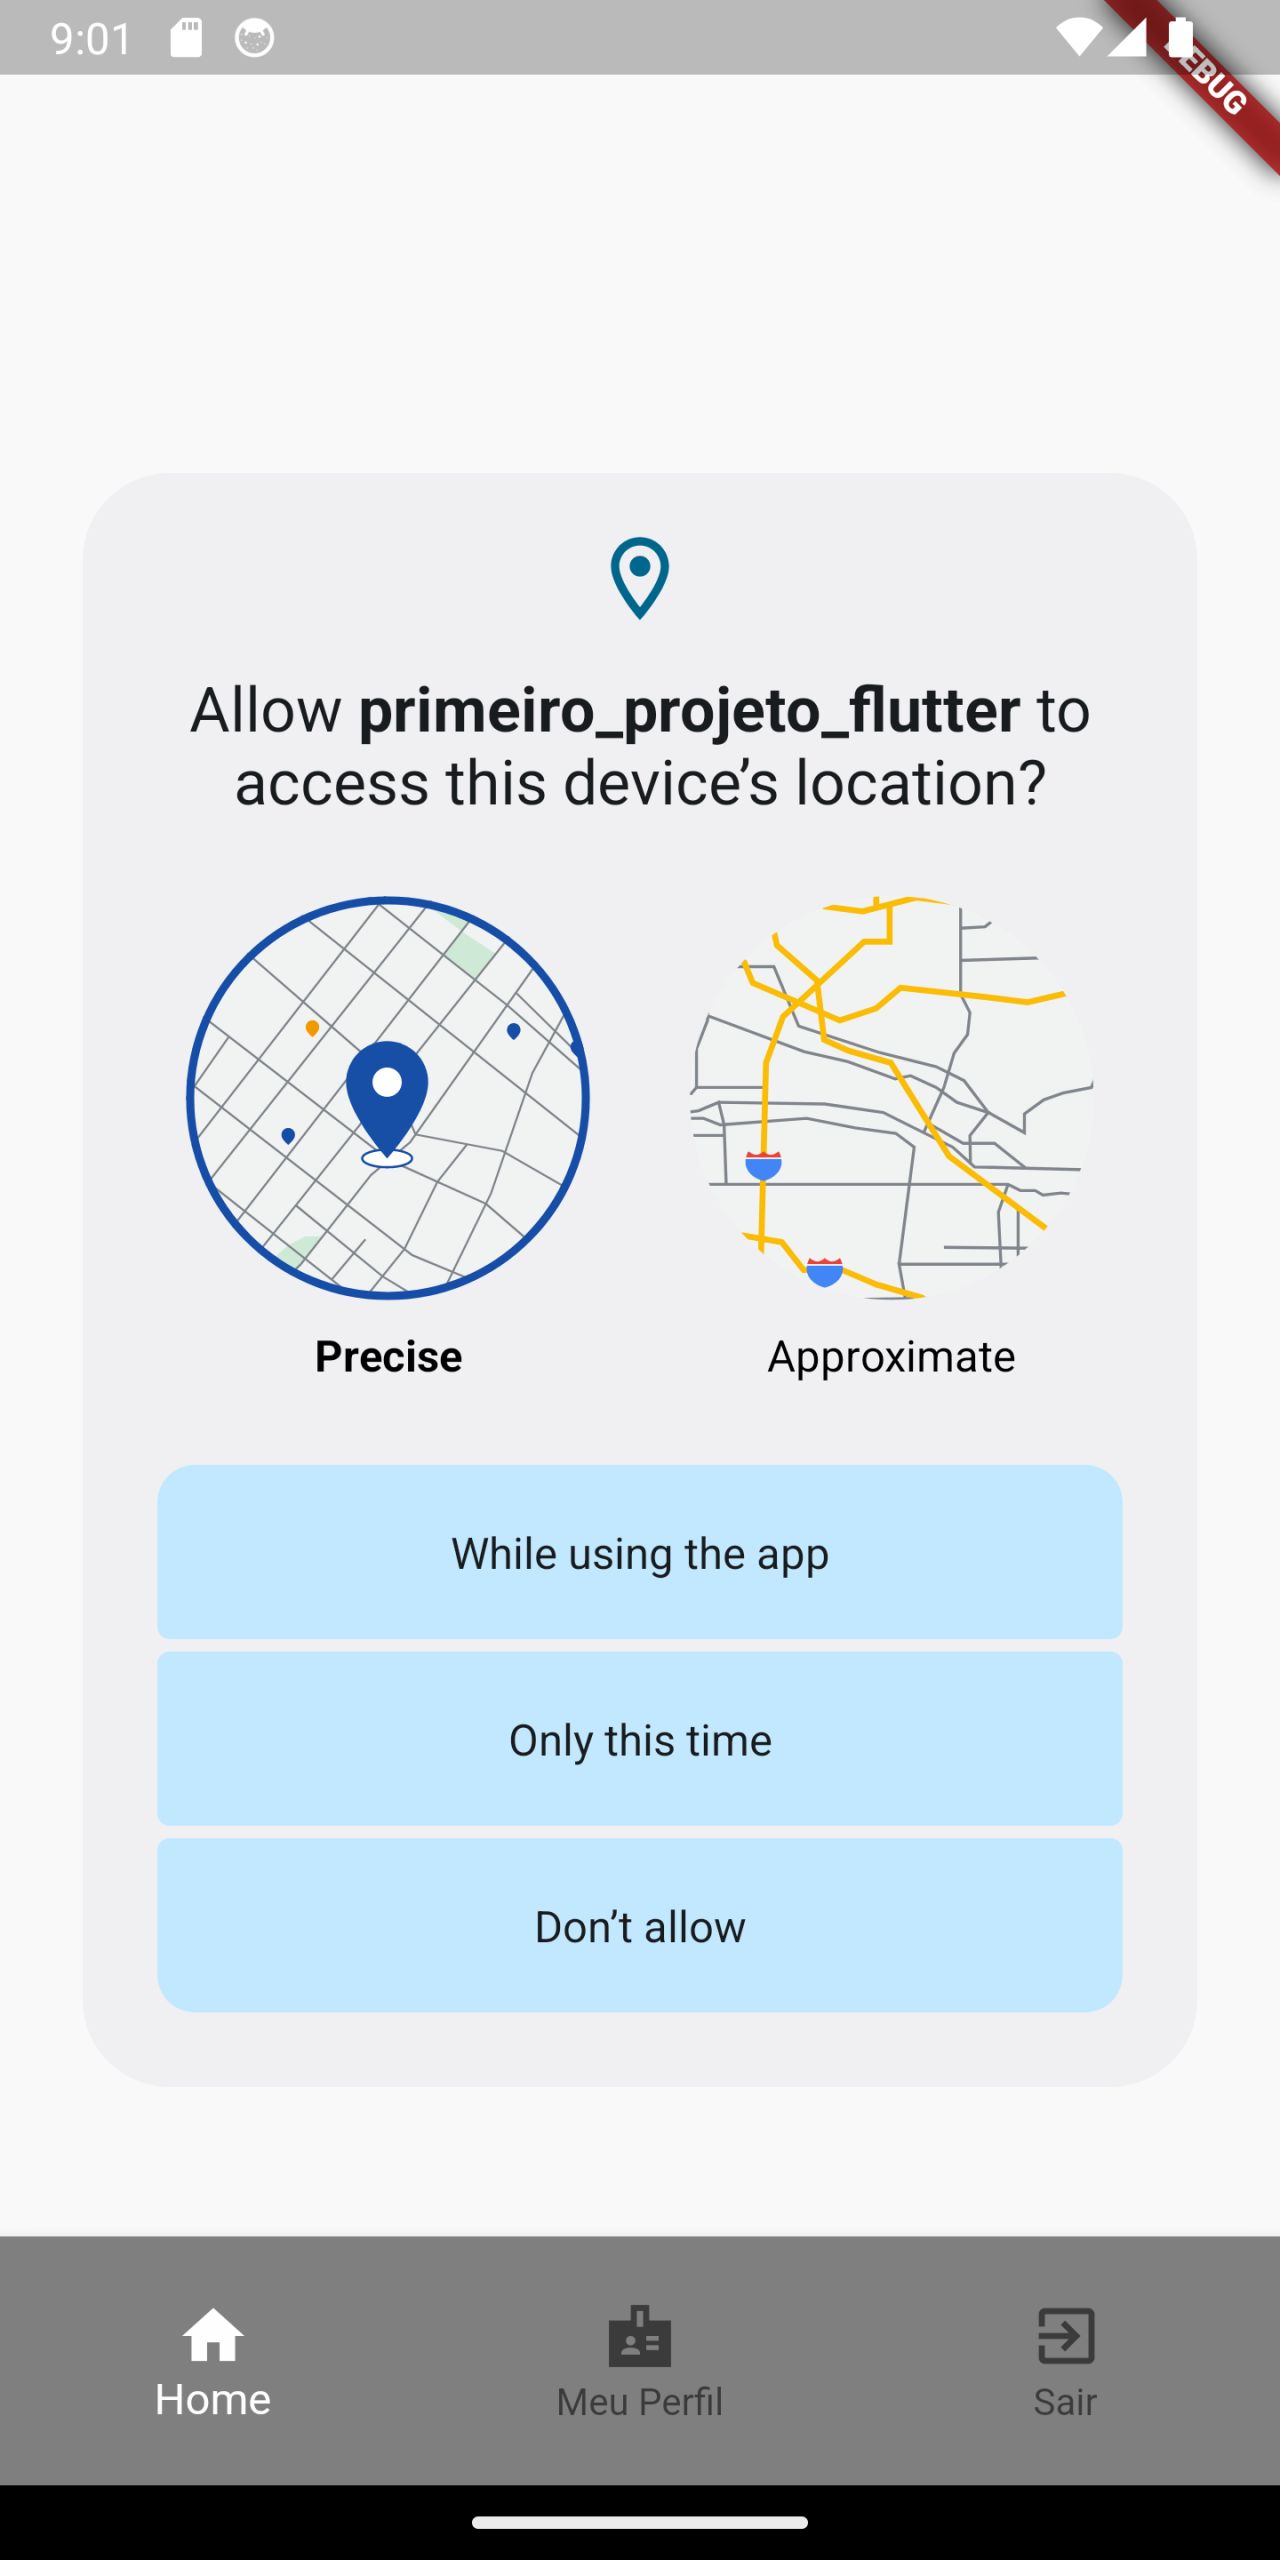 9:01
DEBUG
Allow primeiro_projeto_flutter to
access this device’s location?
Precise
Approximate
While using the app
Only this time
Don’t allow
Home
Meu Perfil
Sair